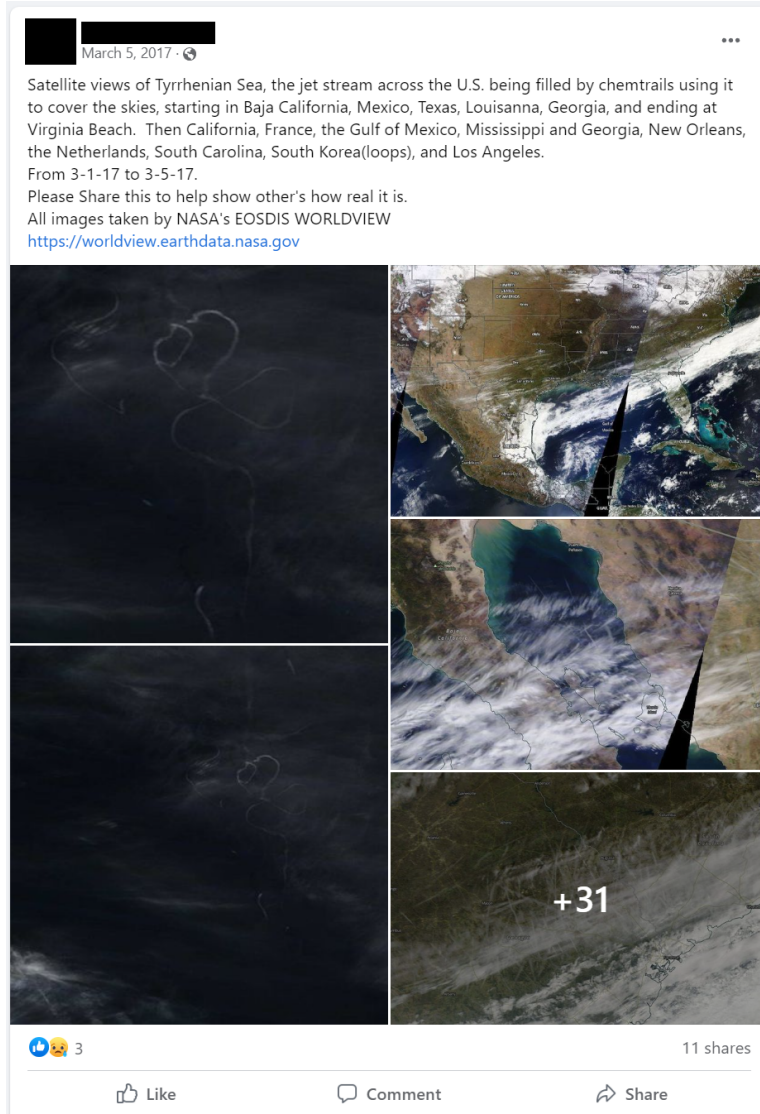 March 5, 2017 ·
Satellite views of Tyrrhenian Sea, the jet stream across the U.S. being filled by chemtrails using it
to cover the skies, starting in Baja California, Mexico, Texas, Louisanna, Georgia, and ending at
Virginia Beach.  Then California, France, the Gulf of Mexico, Mississippi and Georgia, New Orleans,
the Netherlands, South Carolina, South Korea(loops), and Los Angeles.
From 3-1-17 to 3-5-17.
Please Share this to help show other's how real it is.
All images taken by NASA's EOSDIS WORLDVIEW
https://worldview.earthdata.nasa.gov
+31
3
11 shares
Like
Comment
Share